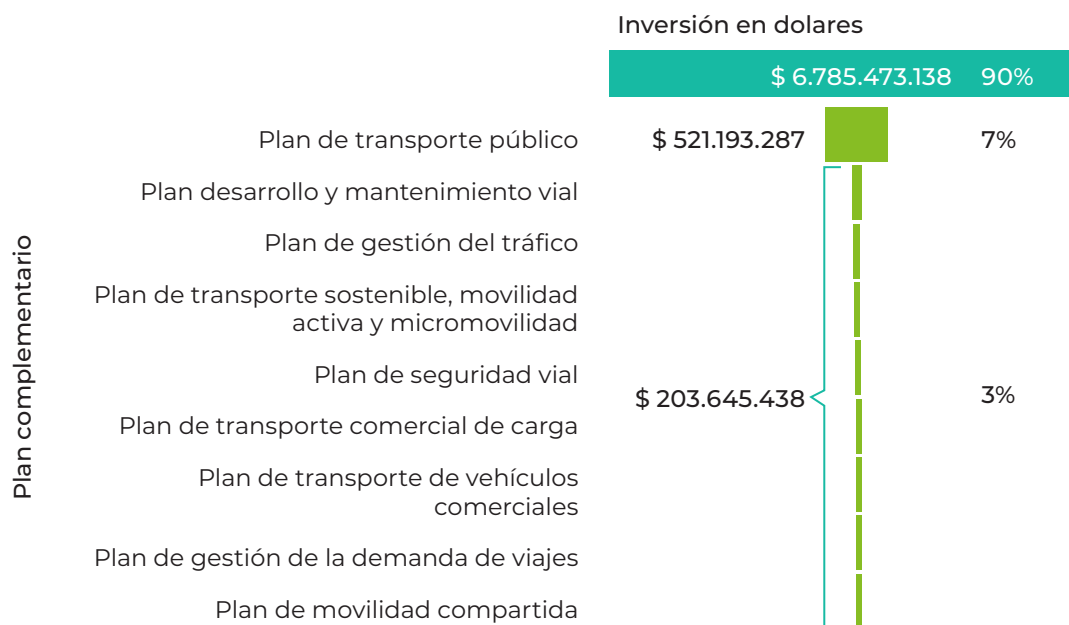 Inversión en dolares
$ 6.785.473.138 90%
Plan de transporte público $ 521.193.287 7%
Plan desarrollo y mantenimiento vial
Plan de gestión del tráfico
Plan de transporte sostenible, movilidad
activa y micromovilidad
Plan de seguridad vial
$ 203.645.438 3%
Plan de transporte comercial de carga
Plan de transporte de vehículos
comerciales
Plan de gestión de la demanda de viajes
Plan de movilidad compartida
Plan complementario